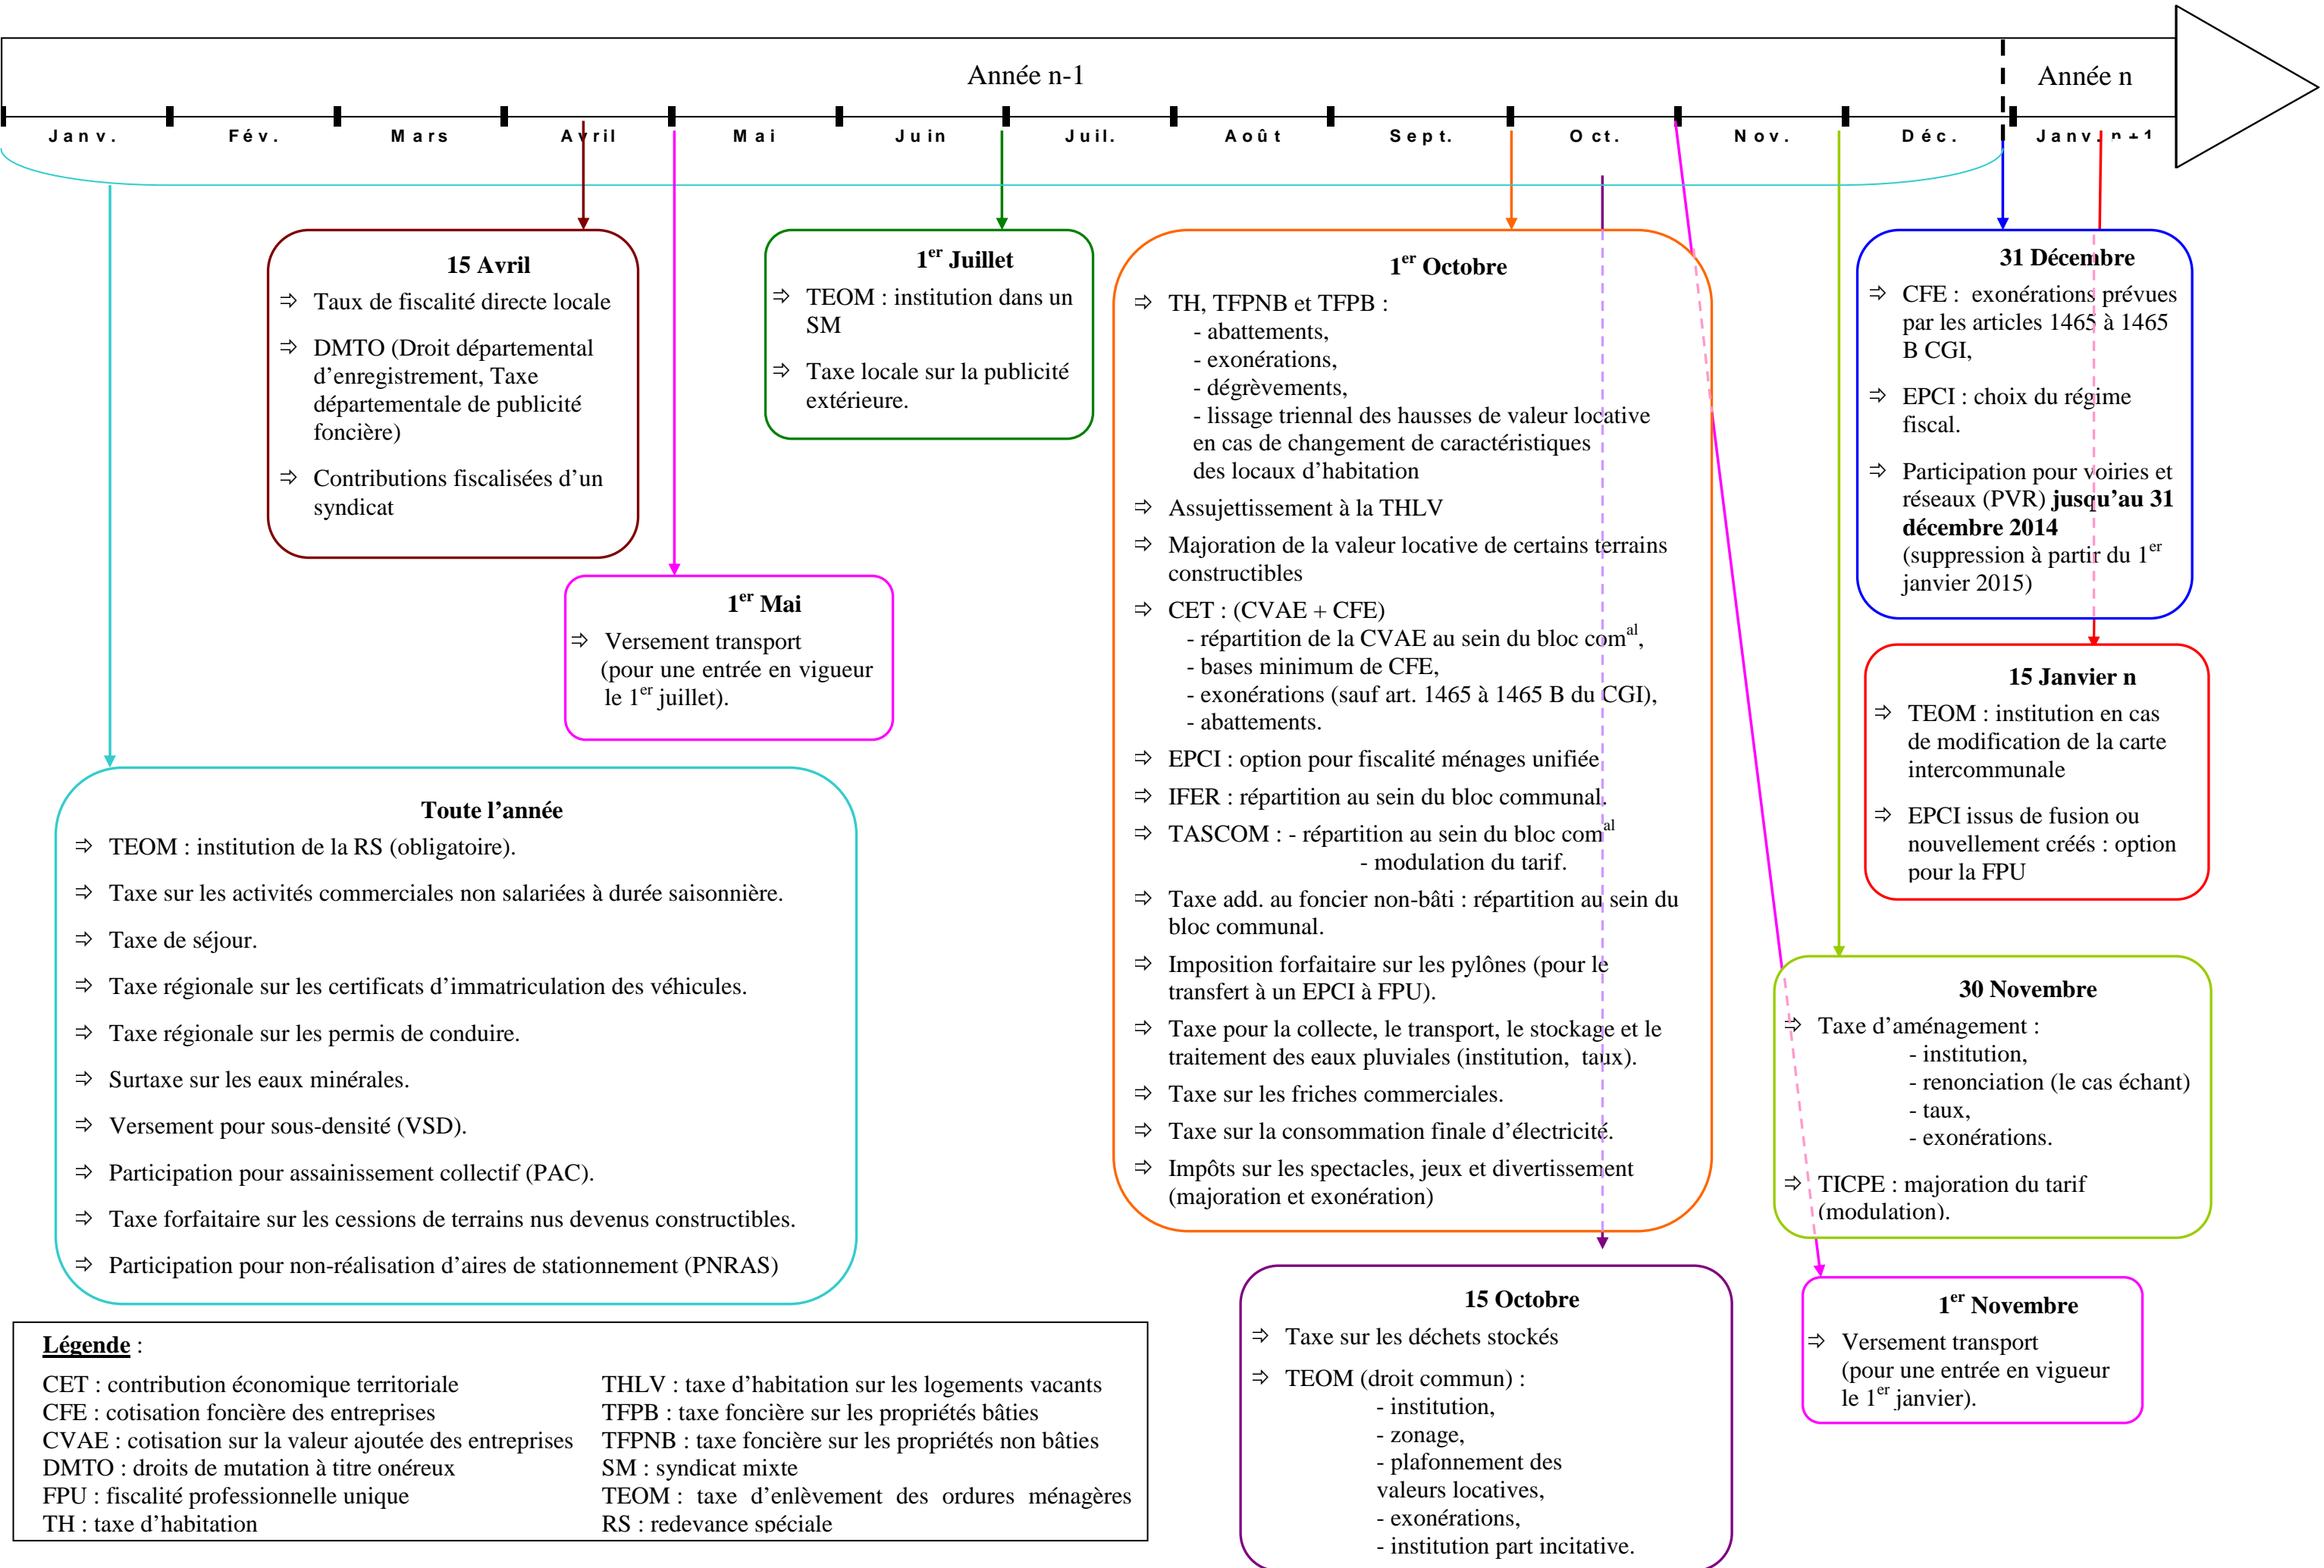 Année n-1
Année n
Janv.
Fév.
Mars
Avril
Mai
Juin
Juil.
Août
Sept.
Oct.
Nov.
Déc.
Janv. n+1
15 Avril
⇒ Taux de fiscalité directe locale
⇒ DMTO (Droit départemental
d’enregistrement, Taxe
départementale de publicité
foncière)
⇒ Contributions fiscalisées d’un
syndicat
1er Mai
⇒ Versement transport
(pour une entrée en vigueur
le 1er juillet).
1er Juillet
⇒ TEOM : institution dans un
SM
⇒ Taxe locale sur la publicité
extérieure.
1er Octobre
⇒ TH, TFPNB et TFPB :
- abattements,
- exonérations,
- dégrèvements,
- lissage triennal des hausses de valeur locative
en cas de changement de caractéristiques
des locaux d’habitation
⇒ Assujettissement à la THLV
⇒ Majoration de la valeur locative de certains terrains
constructibles
⇒ CET : (CVAE + CFE)
- répartition de la CVAE au sein du bloc comal,
- bases minimum de CFE,
- exonérations (sauf art. 1465 à 1465 B du CGI),
- abattements.
⇒ EPCI : option pour fiscalité ménages unifiée
⇒ IFER : répartition au sein du bloc communal.
⇒ TASCOM : - répartition au sein du bloc comal
- modulation du tarif.
⇒ Taxe add. au foncier non-bâti : répartition au sein du
bloc communal.
⇒ Imposition forfaitaire sur les pylônes (pour le
transfert à un EPCI à FPU).
⇒ Taxe pour la collecte, le transport, le stockage et le
traitement des eaux pluviales (institution, taux).
⇒ Taxe sur les friches commerciales.
⇒ Taxe sur la consommation finale d’électricité.
⇒ Impôts sur les spectacles, jeux et divertissement
(majoration et exonération)
31 Décembre
⇒ CFE : exonérations prévues
par les articles 1465 à 1465
B CGI,
⇒ EPCI : choix du régime
fiscal.
⇒ Participation pour voiries et
réseaux (PVR) jusqu’au 31
décembre 2014
(suppression à partir du 1er
janvier 2015)
15 Janvier n
⇒ TEOM : institution en cas
de modification de la carte
intercommunale
⇒ EPCI issus de fusion ou
nouvellement créés : option
pour la FPU
Toute l’année
⇒ TEOM : institution de la RS (obligatoire).
⇒ Taxe sur les activités commerciales non salariées à durée saisonnière.
⇒ Taxe de séjour.
⇒ Taxe régionale sur les certificats d’immatriculation des véhicules.
⇒ Taxe régionale sur les permis de conduire.
⇒ Surtaxe sur les eaux minérales.
⇒ Versement pour sous-densité (VSD).
⇒ Participation pour assainissement collectif (PAC).
⇒ Taxe forfaitaire sur les cessions de terrains nus devenus constructibles.
⇒ Participation pour non-réalisation d’aires de stationnement (PNRAS)
30 Novembre
⇒ Taxe d’aménagement :
- institution,
- renonciation (le cas échant)
- taux,
- exonérations.
⇒ TICPE : majoration du tarif
(modulation).
15 Octobre
⇒ Taxe sur les déchets stockés
⇒ TEOM (droit commun) :
- institution,
- zonage,
- plafonnement des
valeurs locatives,
- exonérations,
- institution part incitative.
1er Novembre
⇒ Versement transport
(pour une entrée en vigueur
le 1er janvier).
Légende :
CET : contribution économique territoriale
CFE : cotisation foncière des entreprises
CVAE : cotisation sur la valeur ajoutée des entreprises
DMTO : droits de mutation à titre onéreux
FPU : fiscalité professionnelle unique
TH : taxe d’habitation
THLV : taxe d’habitation sur les logements vacants
TFPB : taxe foncière sur les propriétés bâties
TFPNB : taxe foncière sur les propriétés non bâties
SM : syndicat mixte
TEOM : taxe d’enlèvement des ordures ménagères
RS : redevance spéciale